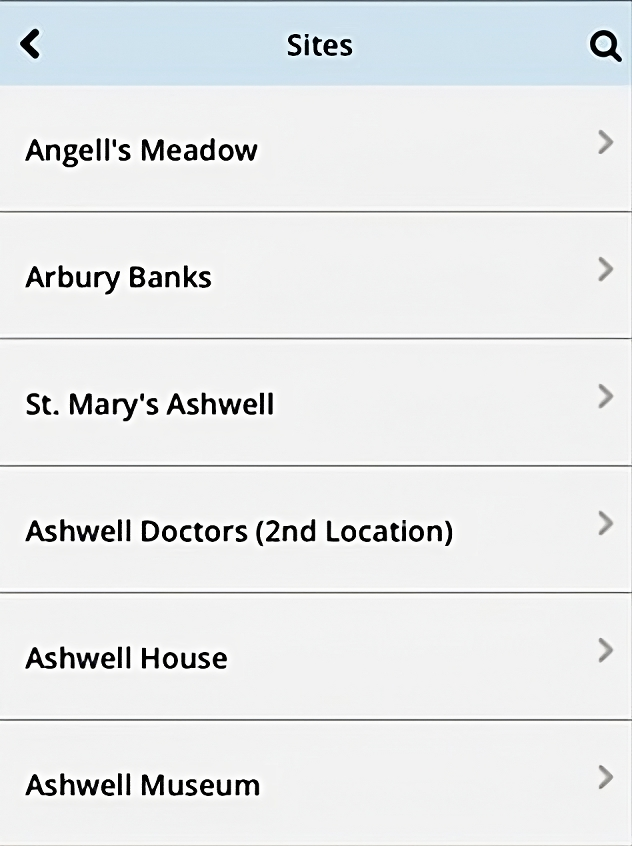 Sites
Angell's Meadow
Arbury Banks
St. Mary's Ashwell
Ashwell Doctors (2nd Location)
Ashwell House
Ashwell Museum